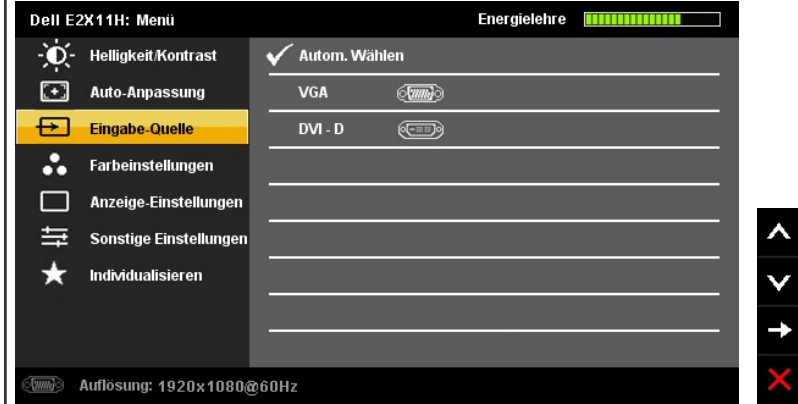 Dell E2X11H: Menü
Energielehre
Helligkeit/Kontrast
Autom. Wählen
Auto-Anpassung
VGA
Eingabe-Quelle
DVI - D
Farbeinstellungen
Anzeige-Einstellungen
Sonstige Einstellungen
Individualisieren
Auflösung: 1920x1080@60Hz